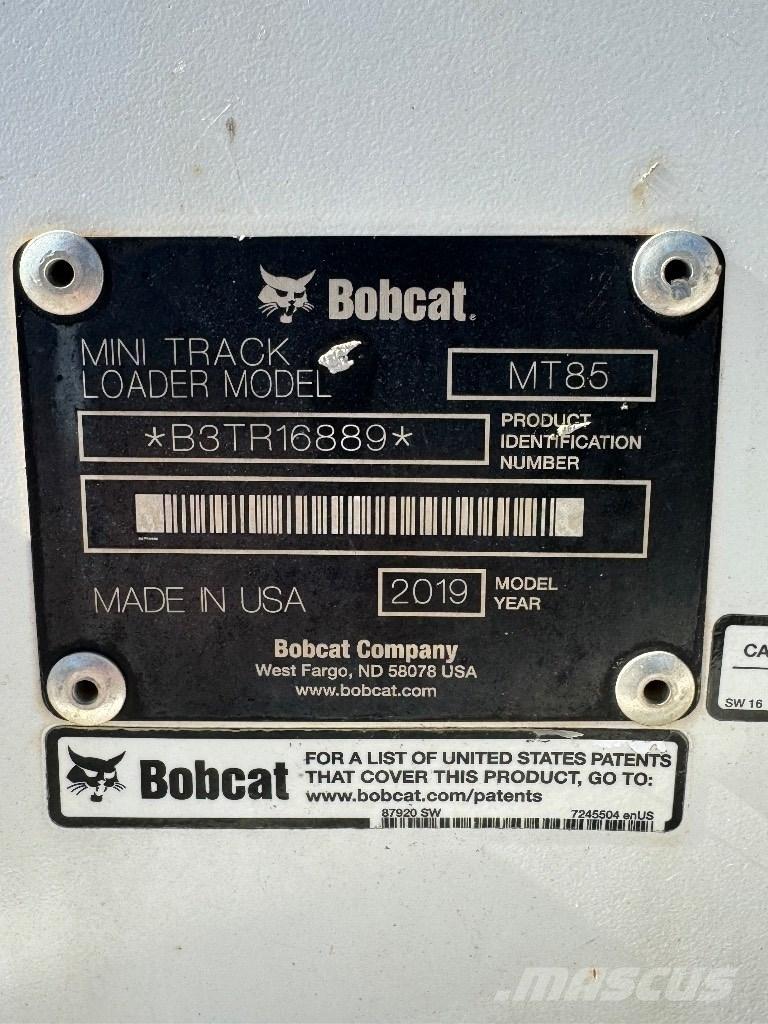 Bobcat
MINI TRACK
LOADER MODEL
MT85
*B3TR16889*
PRODUCT
IDENTIFICATION
NUMBER
MADE IN USA
2019
MODEL
YEAR
Bobcat Company
West Fargo, ND 58078 USA
www.bobcat.com
CA
SW 16
Bobcat
FOR A LIST OF UNITED STATES PATENTS
THAT COVER THIS PRODUCT, GO TO:
www.bobcat.com/patents
87920 SW
7245504 enUS
MASCUS